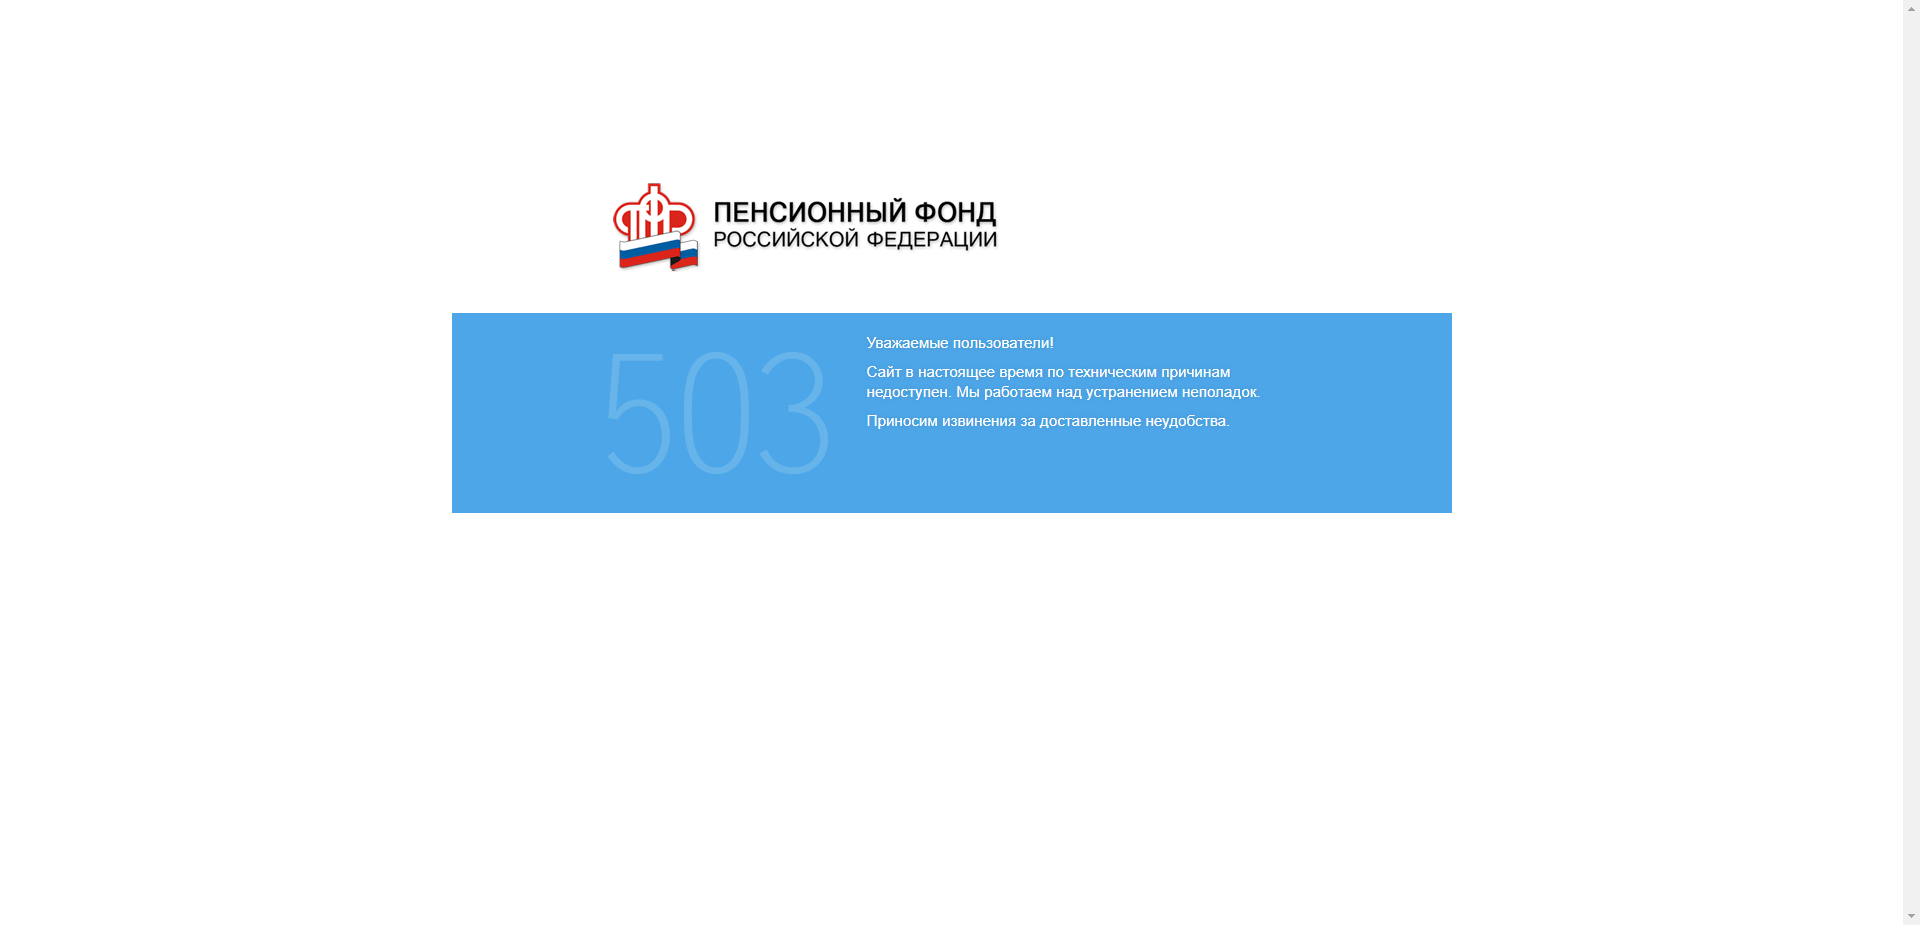 ПЕНСИОННЫЙ ФОНД
РОССИЙСКОЙ ФЕДЕРАЦИИ
503
Уважаемые пользователи!
Сайт в настоящее время по техническим причинам
недоступен. Мы работаем над устранением неполадок.
Приносим извинения за доставленные неудобства.